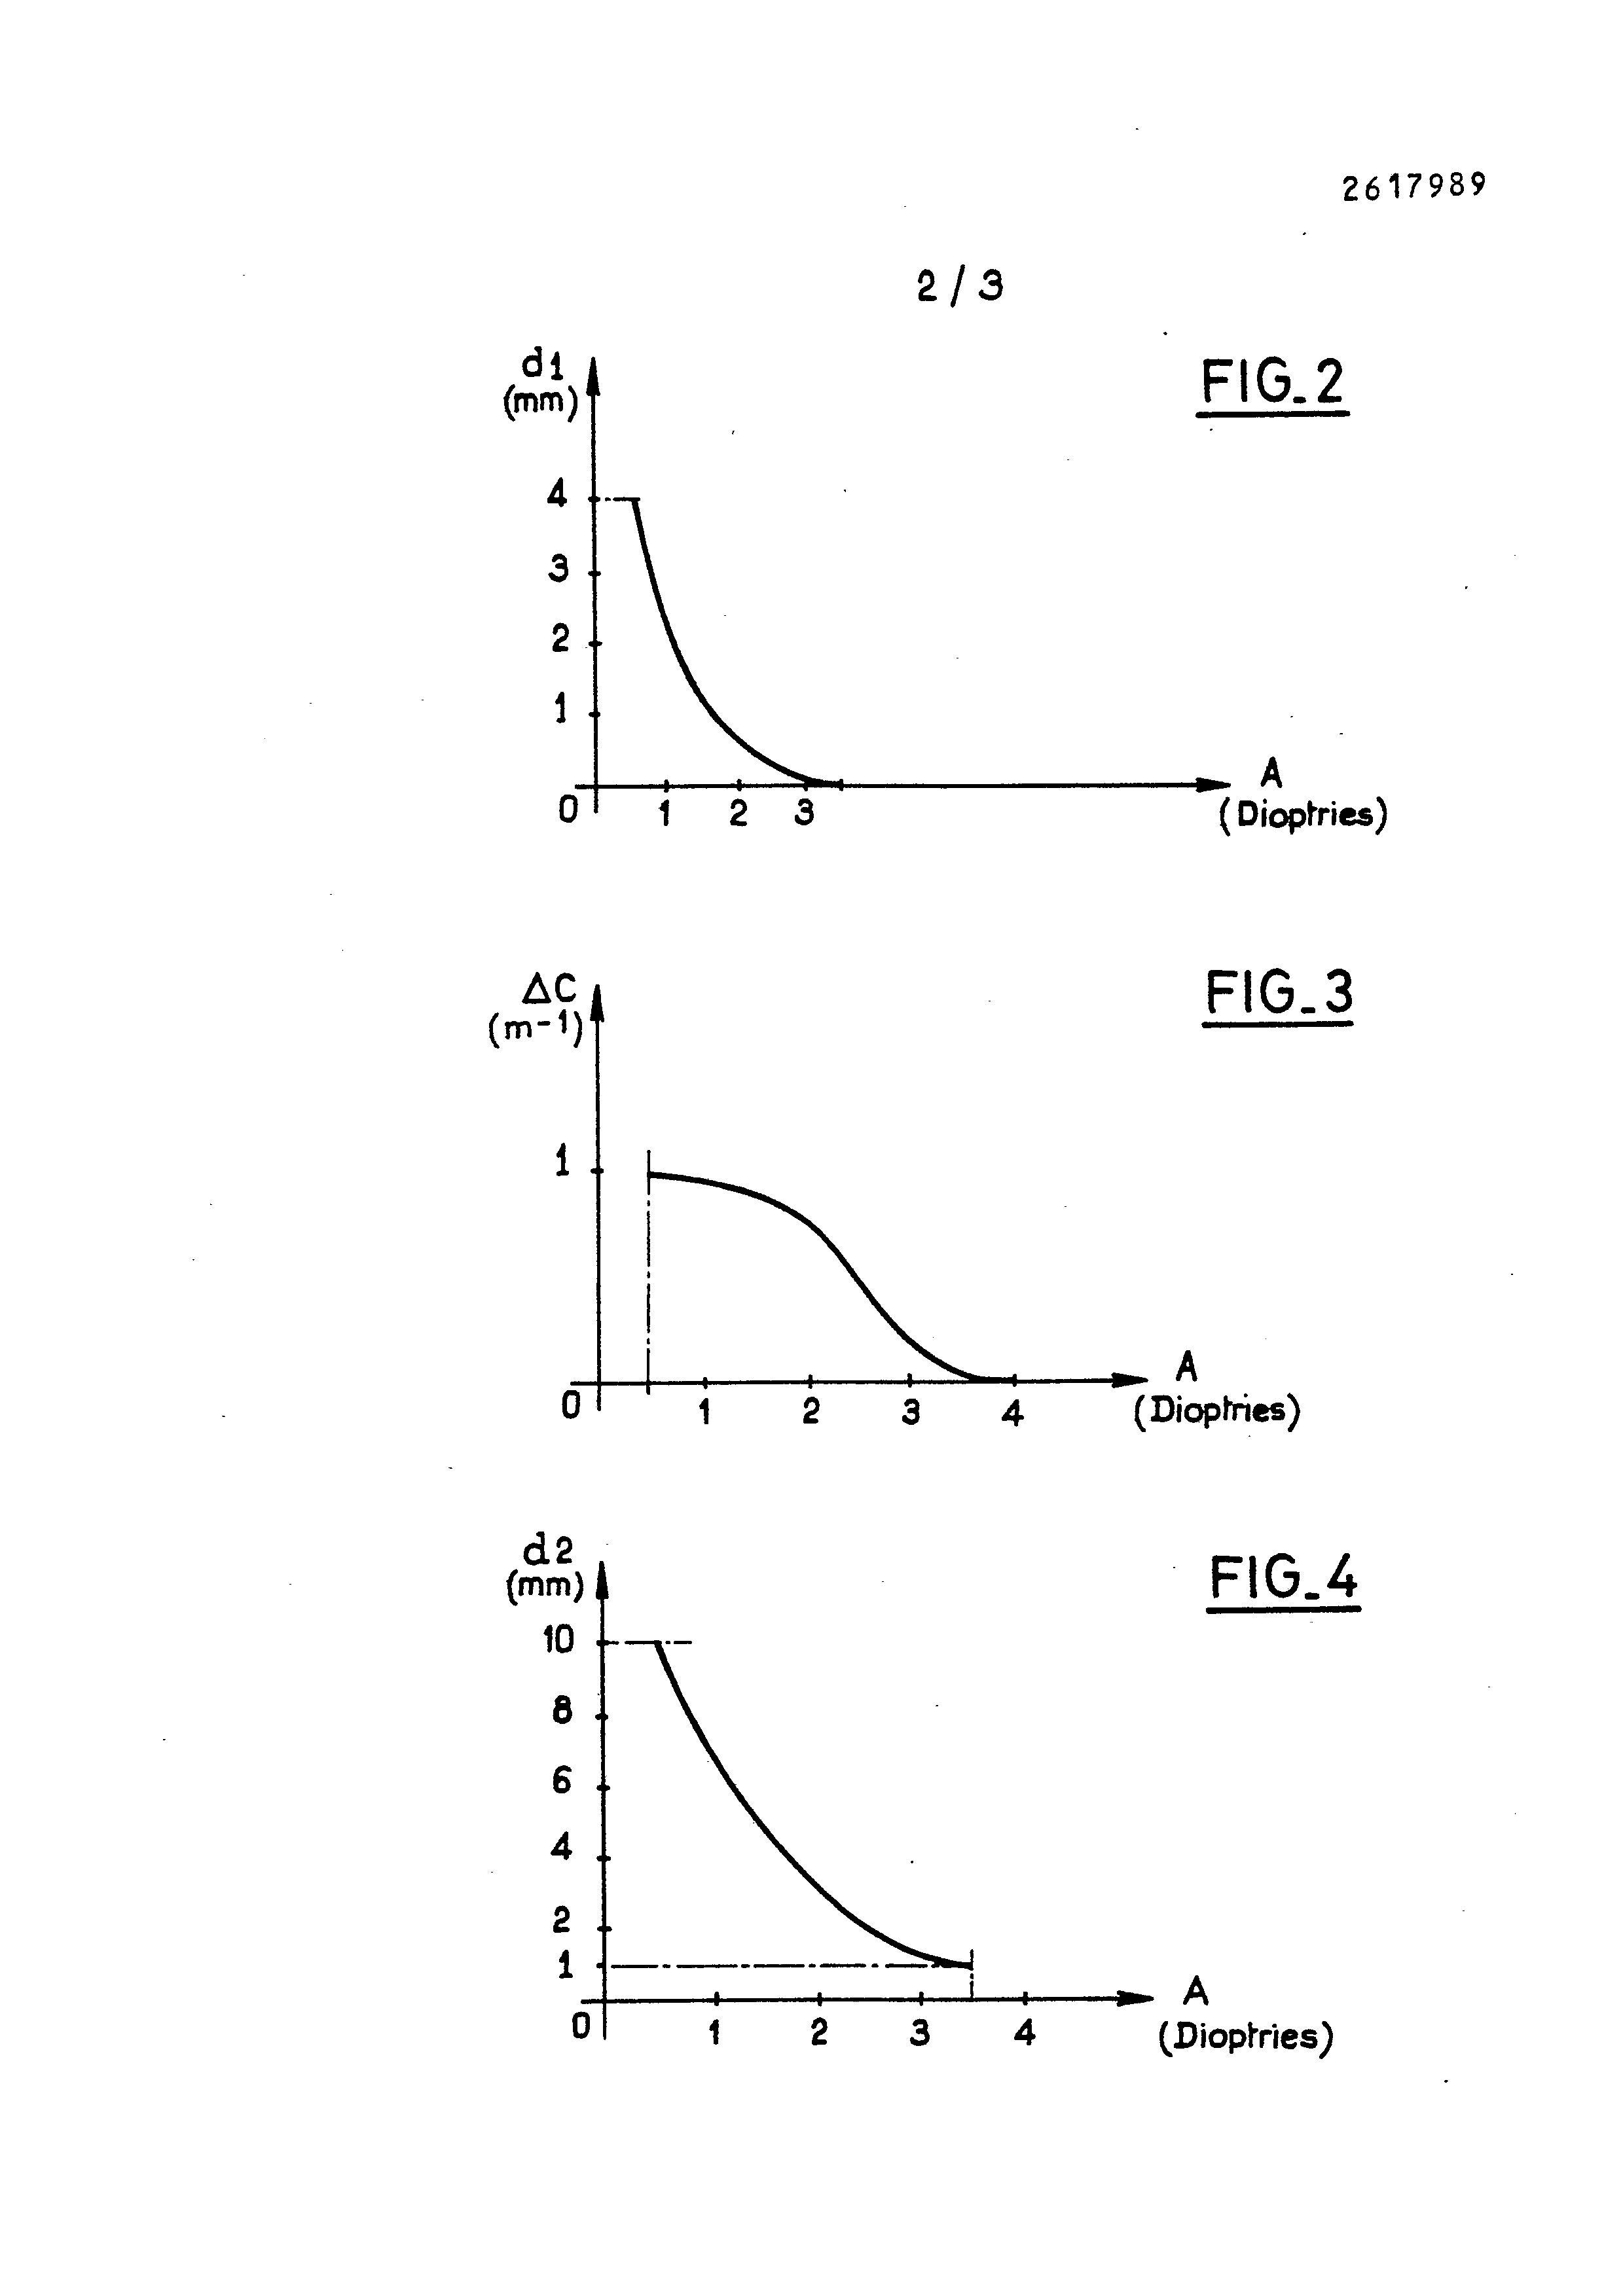 2617989
2/3
FIG_2
d1
(mm)
4
3
2
1
0
1 2 3
A
(Dioptries)
FIG_3
ΔC
(m-1)
1
0
1 2 3 4
A
(Dioptries)
FIG_4
d2
(mm)
10
8
6
4
2
1
0
1 2 3 4
A
(Dioptries)